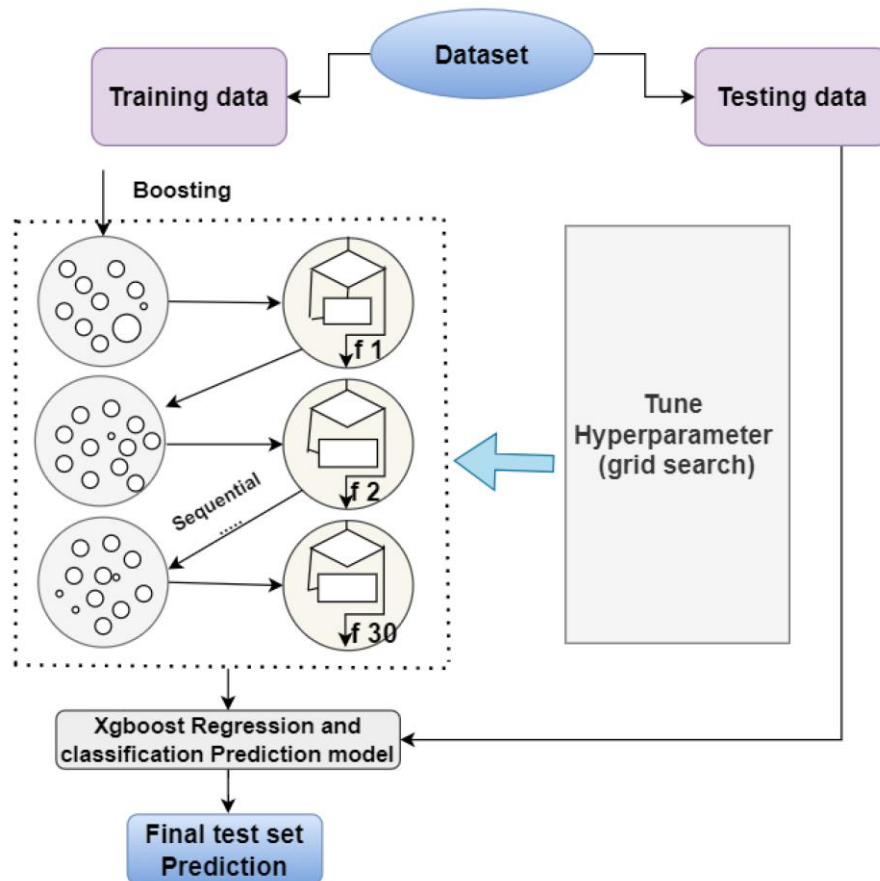 Dataset
Training data
Testing data
Boosting
f 1
Tune
Hyperparameter
(grid search)
f 2
Sequential
.....
f 30
Xgboost Regression and
classification Prediction model
Final test set
Prediction